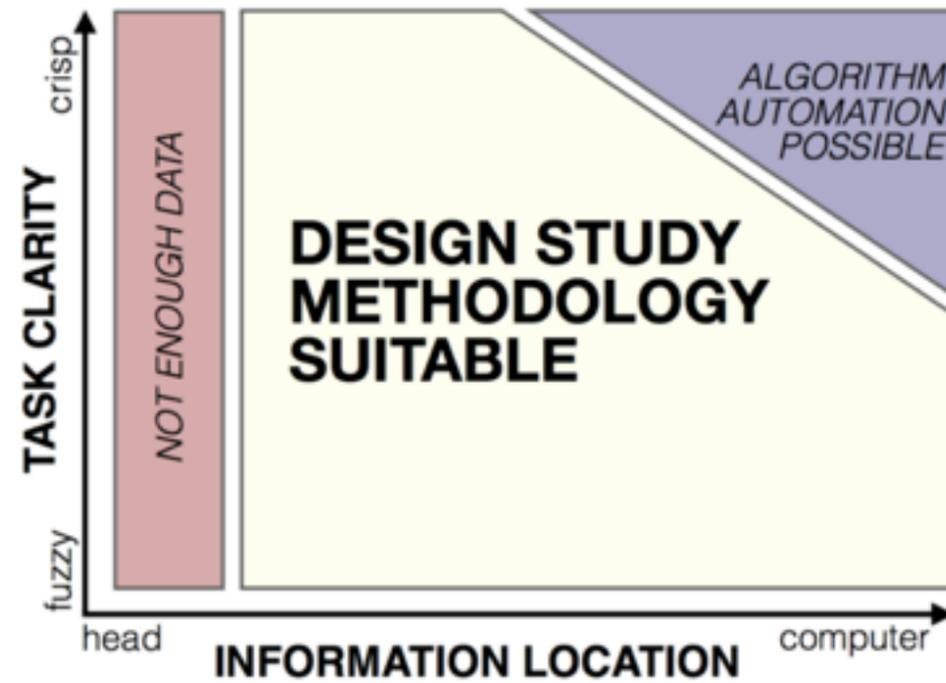 crisp
TASK CLARITY
fuzzy
NOT ENOUGH DATA
DESIGN STUDY
METHODOLOGY
SUITABLE
ALGORITHM
AUTOMATION
POSSIBLE
head
computer
INFORMATION LOCATION